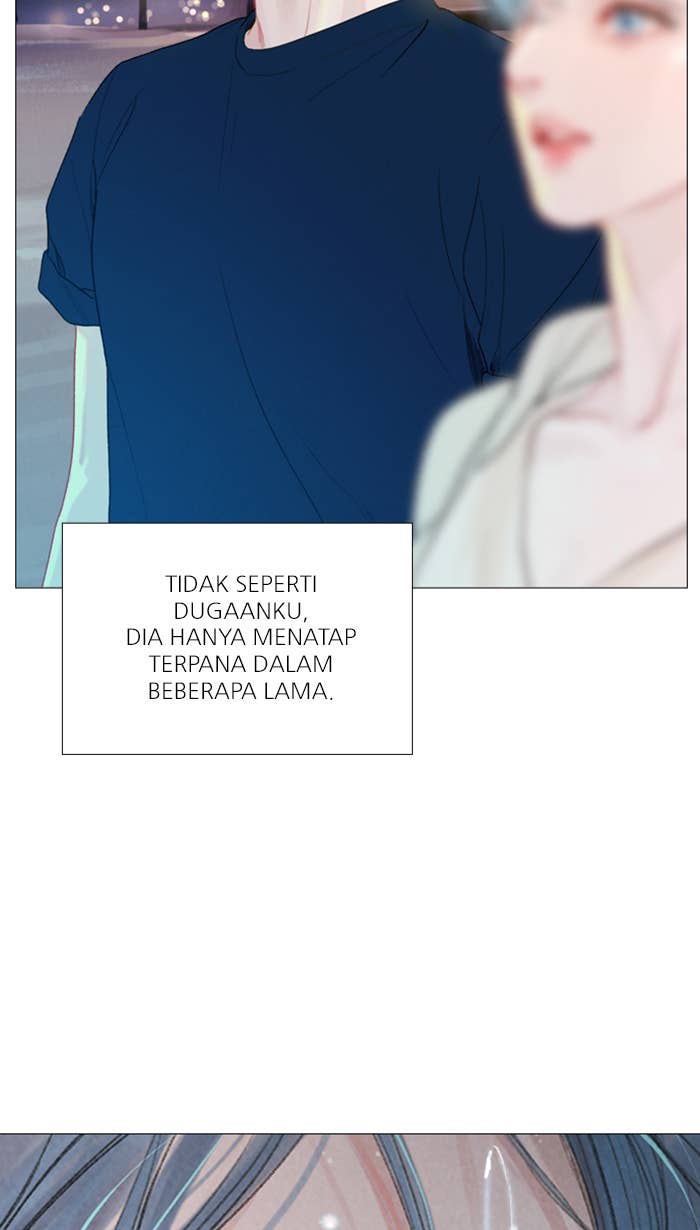 TIDAK SEPERTI
DUGAANKU,
DIA HANYA MENATAP
TERPANA DALAM
BEBERAPA LAMA.